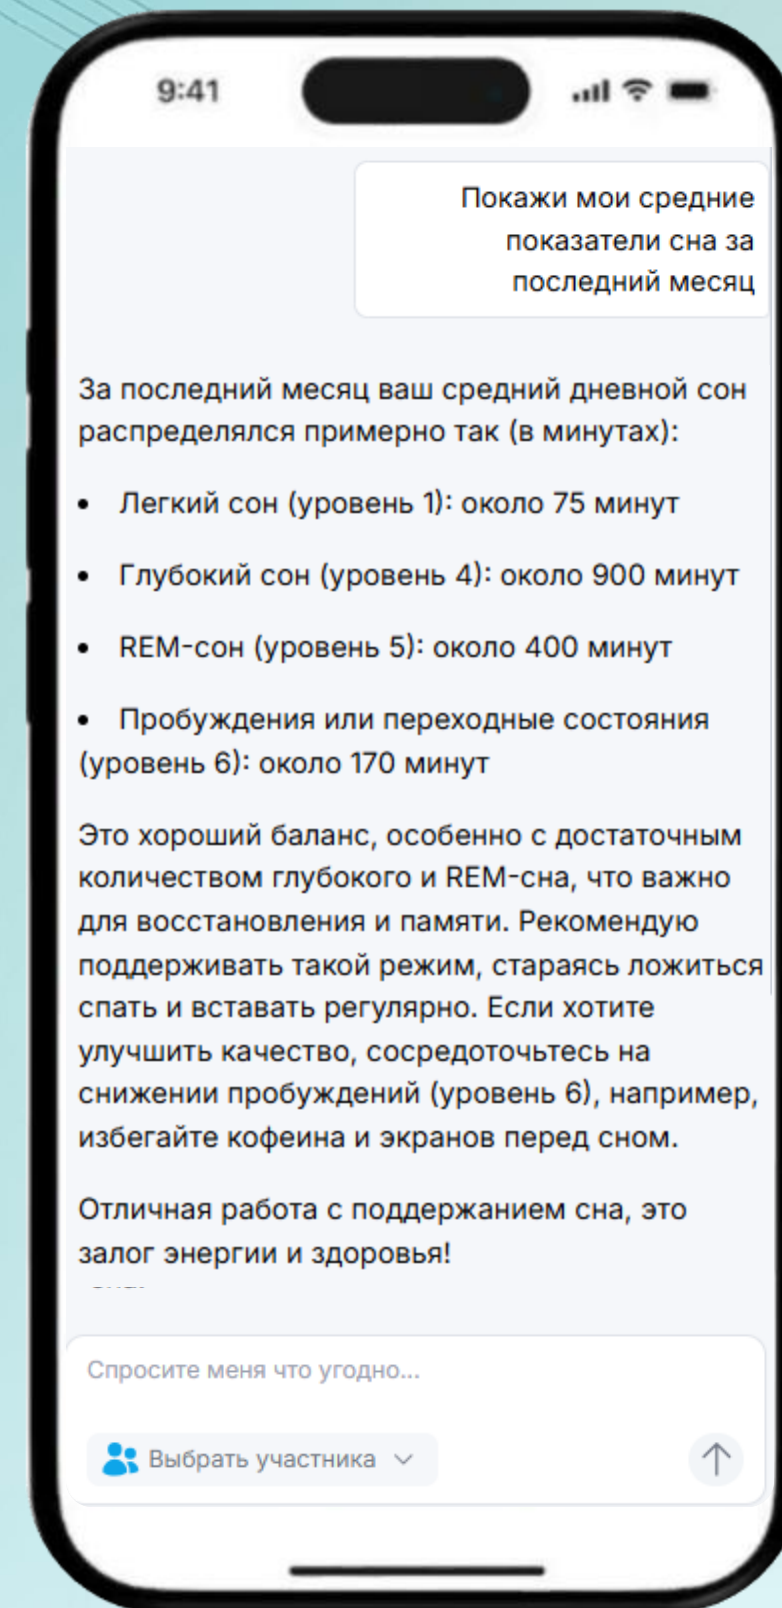 9:41
Покажи мои средние
показатели сна за
последний месяц
За последний месяц ваш средний дневной сон
распределялся примерно так (в минутах):
• Легкий сон (уровень 1): около 75 минут
• Глубокий сон (уровень 4): около 900 минут
• REM-сон (уровень 5): около 400 минут
• Пробуждения или переходные состояния
(уровень 6): около 170 минут
Это хороший баланс, особенно с достаточным
количеством глубокого и REM-сна, что важно
для восстановления и памяти. Рекомендую
поддерживать такой режим, стараясь ложиться
спать и вставать регулярно. Если хотите
улучшить качество, сосредоточьтесь на
снижении пробуждений (уровень 6), например,
избегайте кофеина и экранов перед сном.
Отличная работа с поддержанием сна, это
залог энергии и здоровья!
Спросите меня что угодно...
Выбрать участника